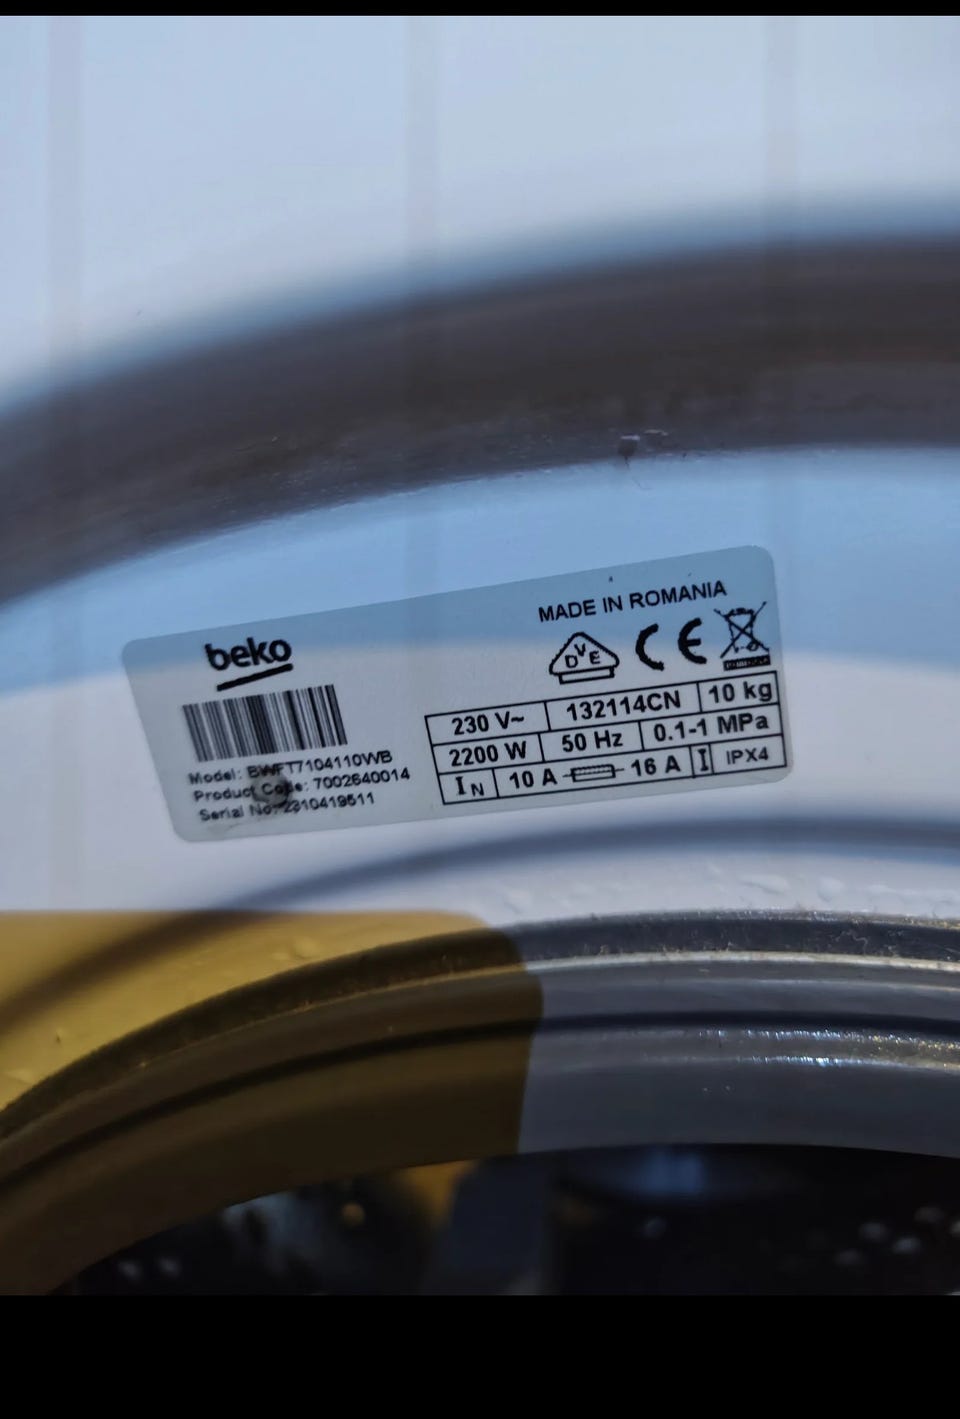 beko
MADE IN ROMANIA
DVE
CE
230 V~ 132114CN 10 kg
2200 W 50 Hz 0.1-1 MPa
IN 10 A 16 A I IPX4
Model: BWFT7104110WB
Product Code: 7002640014
Serial No: 2310419511